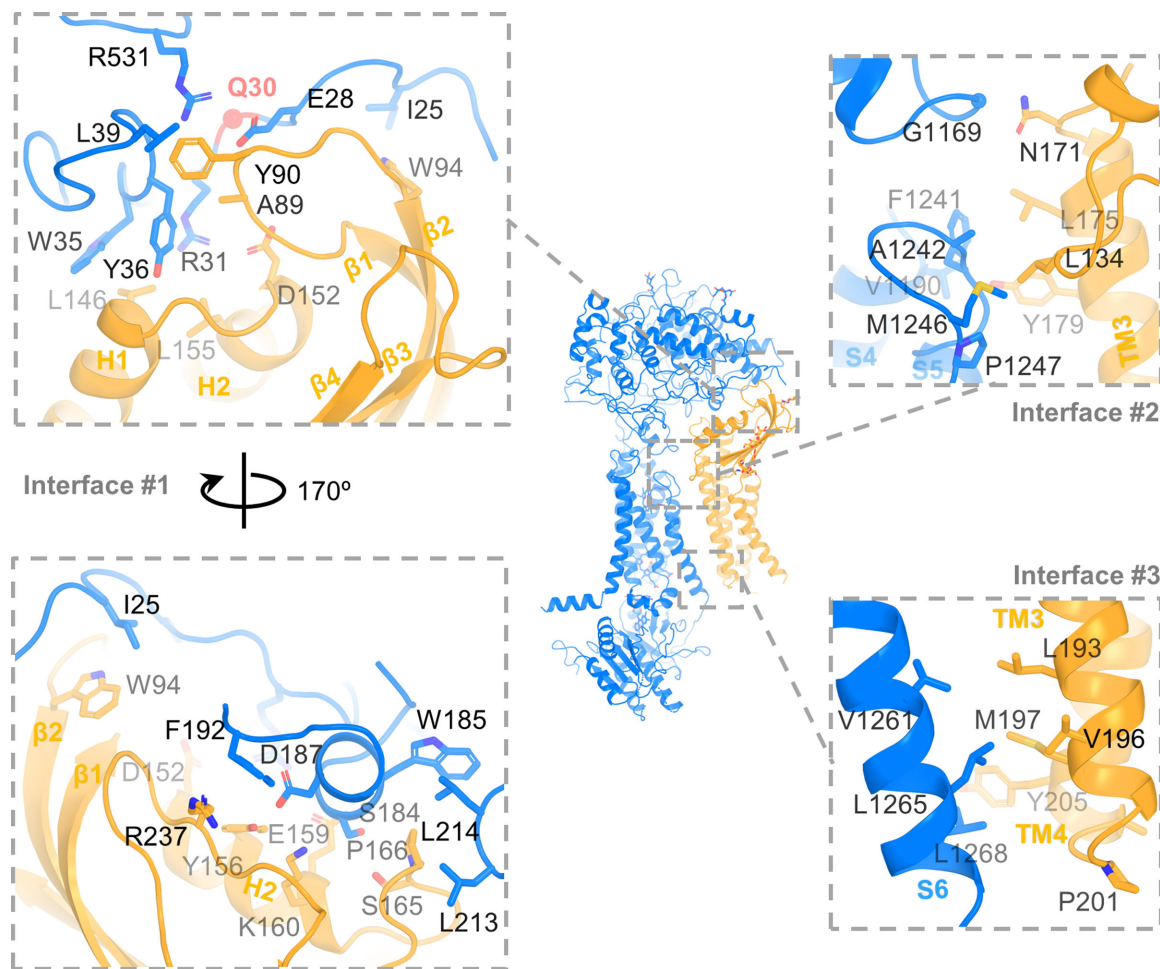 R531
Q30
E28
I25
L39
Y90
W94
A89
W35
Y36
R31
β2
β1
L146
D152
H1
L155
H2
β3
β4
G1169
N171
F1241
L175
A1242
L134
V1190
M1246
Y179
S4
S5
TM3
P1247
Interface #2
Interface #1
170º
I25
W94
β2
F192
W185
D187
β1
D152
S184
R237
E159
P166
L214
Y156
H2
S165
K160
L213
Interface #3
TM3
L193
V1261
M197
V196
L1265
Y205
TM4
L1268
S6
P201